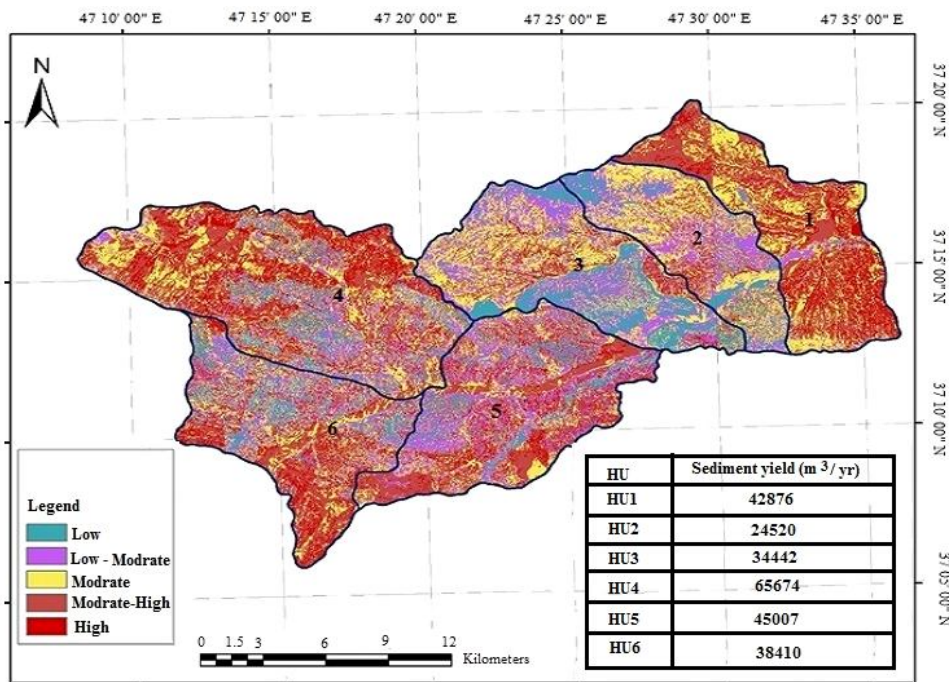 47 10' 00" E 47 15' 00" E 47 20' 00" E 47 25' 00" E 47 30' 00" E 47 35' 00" E
N
37 20' 00" N
37 15' 00" N
37 10' 00" N
37 05' 00" N
1
2
3
4
5
6
Legend
Low
Low - Modrate
Modrate
Modrate-High
High
0 1.5 3 6 9 12
Kilometers
HU Sediment yield (m 3 / yr)
HU1 42876
HU2 24520
HU3 34442
HU4 65674
HU5 45007
HU6 38410